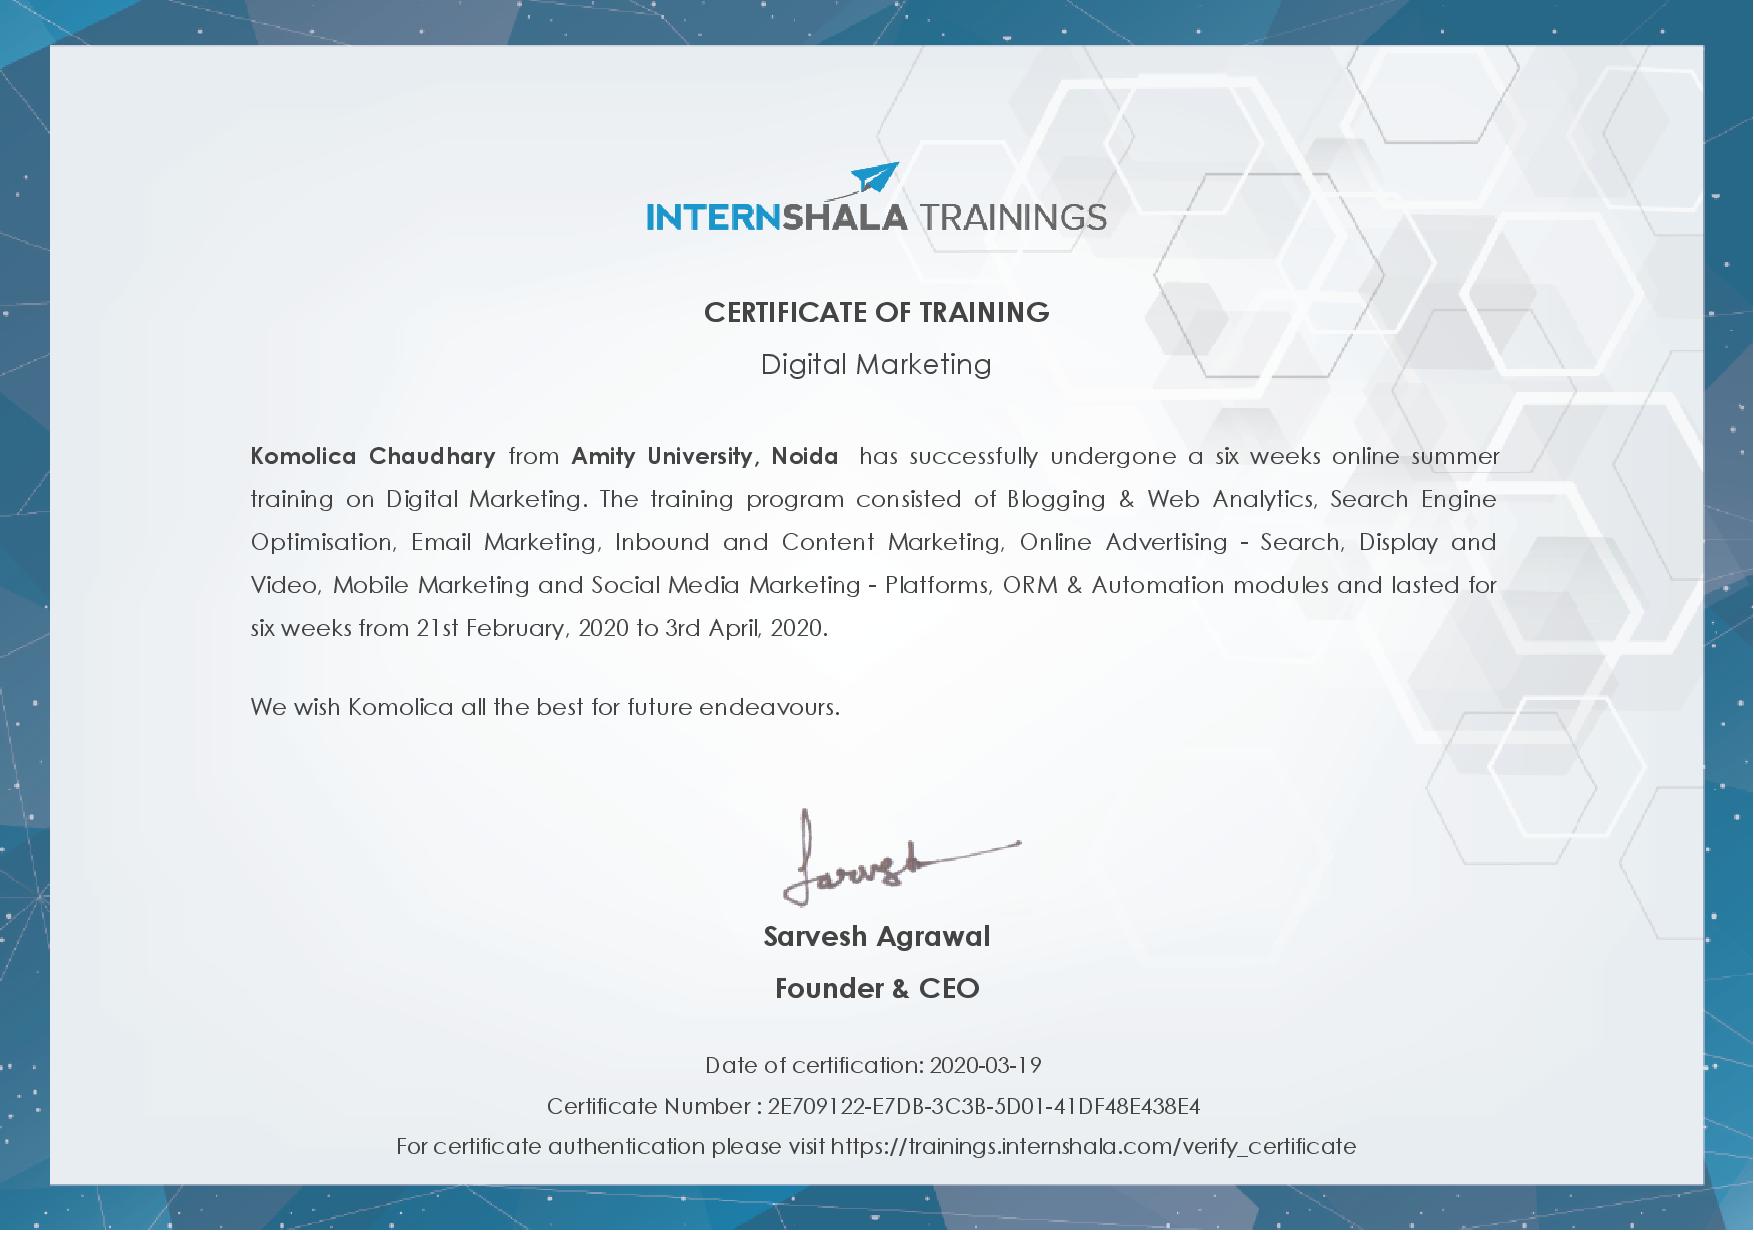 INTERNSHALA TRAININGS
CERTIFICATE OF TRAINING
Digital Marketing
Komolica Chaudhary from Amity University, Noida has successfully undergone a six weeks online summer
training on Digital Marketing. The training program consisted of Blogging & Web Analytics, Search Engine
Optimisation, Email Marketing, Inbound and Content Marketing, Online Advertising - Search, Display and
Video, Mobile Marketing and Social Media Marketing - Platforms, ORM & Automation modules and lasted for
six weeks from 21st February, 2020 to 3rd April, 2020.
We wish Komolica all the best for future endeavours.
Sarvesh
Sarvesh Agrawal
Founder & CEO
Date of certification: 2020-03-19
Certificate Number : 2E709122-E7DB-3C3B-5D01-41DF48E438E4
For certificate authentication please visit https://trainings.internshala.com/verify_certificate